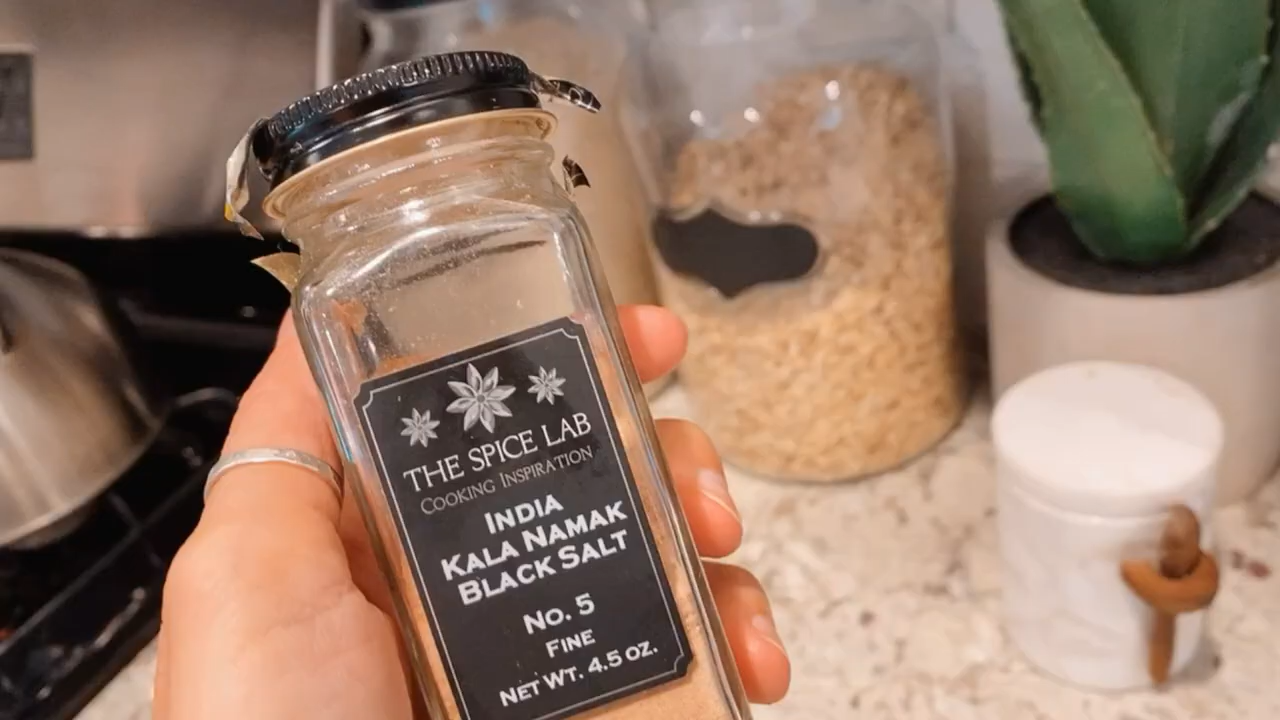 THE SPICE LAB
COOKING INSPIRATION
INDIA
KALA NAMAK
BLACK SALT
NO. 5
FINE
NET WT. 4.5 OZ.